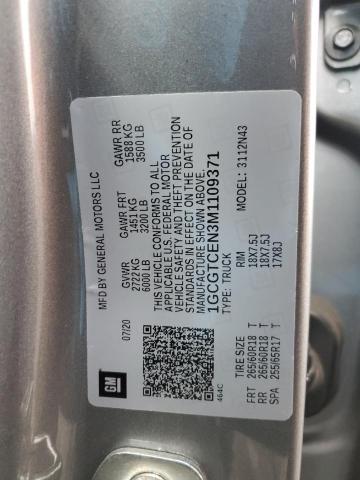 MFD BY GENERAL MOTORS LLC
07/20
GVWR
2722 KG
6000 LB
GAWR FRT
1451 KG
3200 LB
GAWR RR
1588 KG
3500 LB
THIS VEHICLE CONFORMS TO ALL
APPLICABLE U.S. FEDERAL MOTOR
VEHICLE SAFETY AND THEFT PREVENTION
STANDARDS IN EFFECT ON THE DATE OF
MANUFACTURE SHOWN ABOVE.
1GCGTCEN3M1109371
TYPE: TRUCK
MODEL: 3112N43
GM
464C
TIRE SIZE RIM
FRT 265/60R18 T 18X7.5J
RR 265/60R18 T 18X7.5J
SPA 255/65R17 T 17X8J